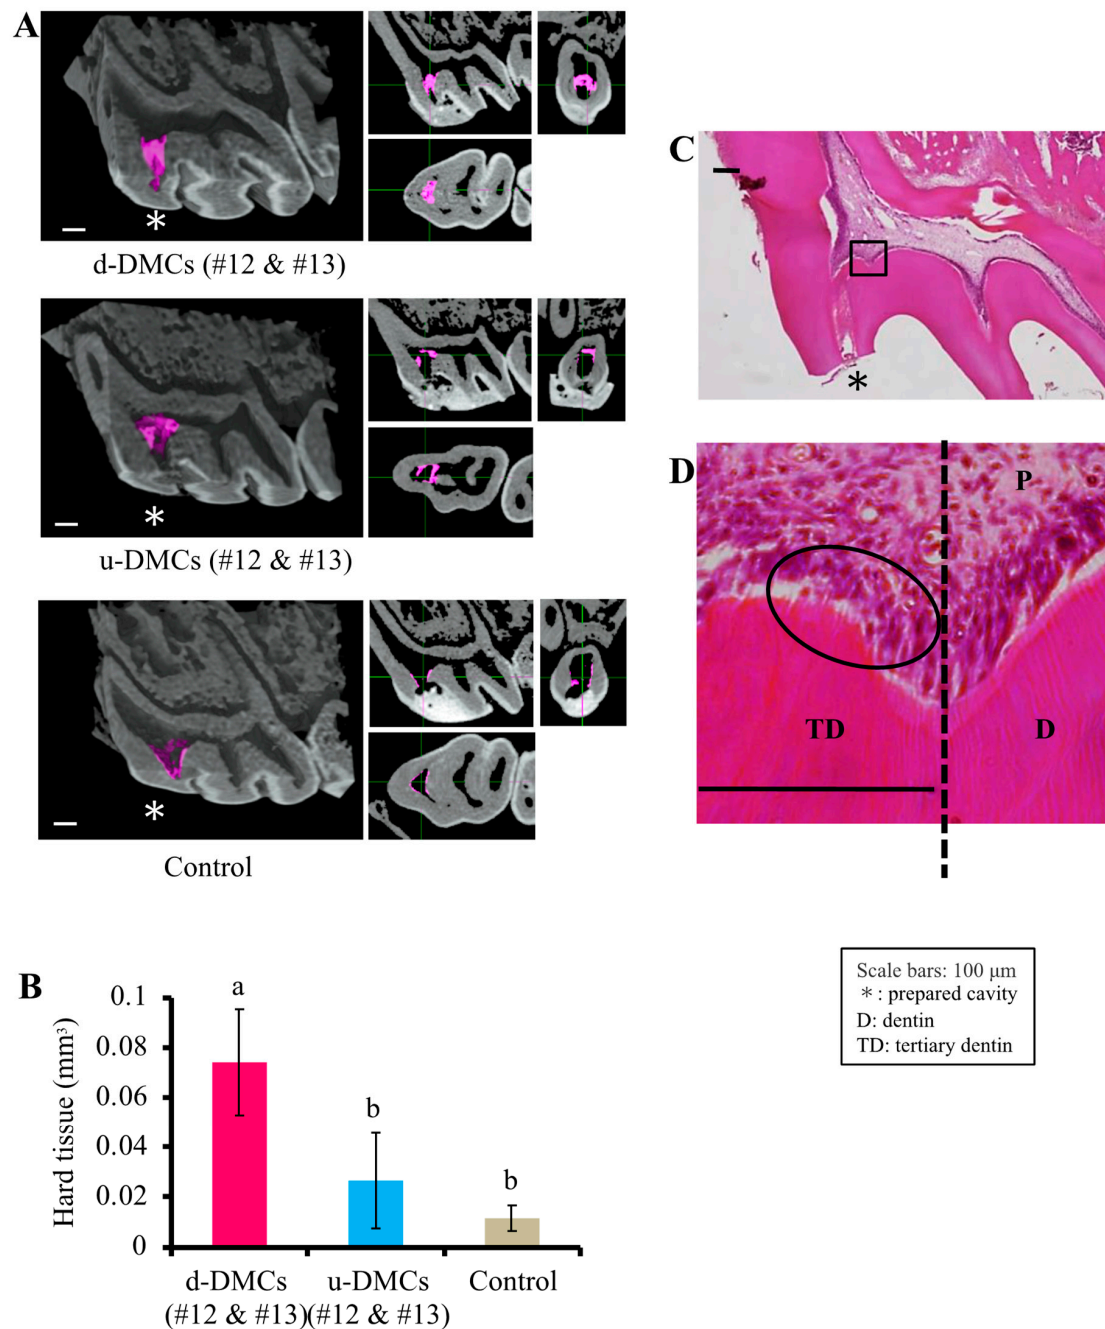 A
*
d-DMCs (#12 & #13)
*
u-DMCs (#12 & #13)
*
Control
C
*
D
P
TD
D
Scale bars: 100 μm
* : prepared cavity
D: dentin
TD: tertiary dentin
B
Hard tissue (mm³)
0.1
0.08
0.06
0.04
0.02
0
a
b
b
d-DMCs
(#12 & #13)
u-DMCs
(#12 & #13)
Control